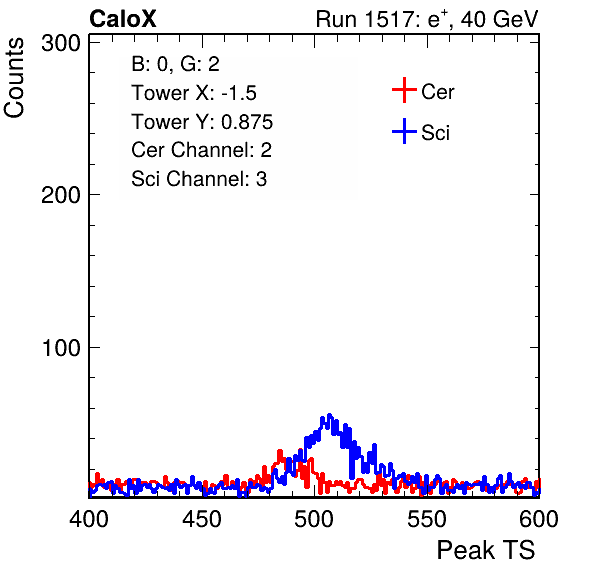 CaloX Run 1517: e⁺, 40 GeV
B: 0, G: 2
Tower X: -1.5
Tower Y: 0.875
Cer Channel: 2
Sci Channel: 3
Cer
Sci
Counts
300
200
100
400 450 500 550 600
Peak TS